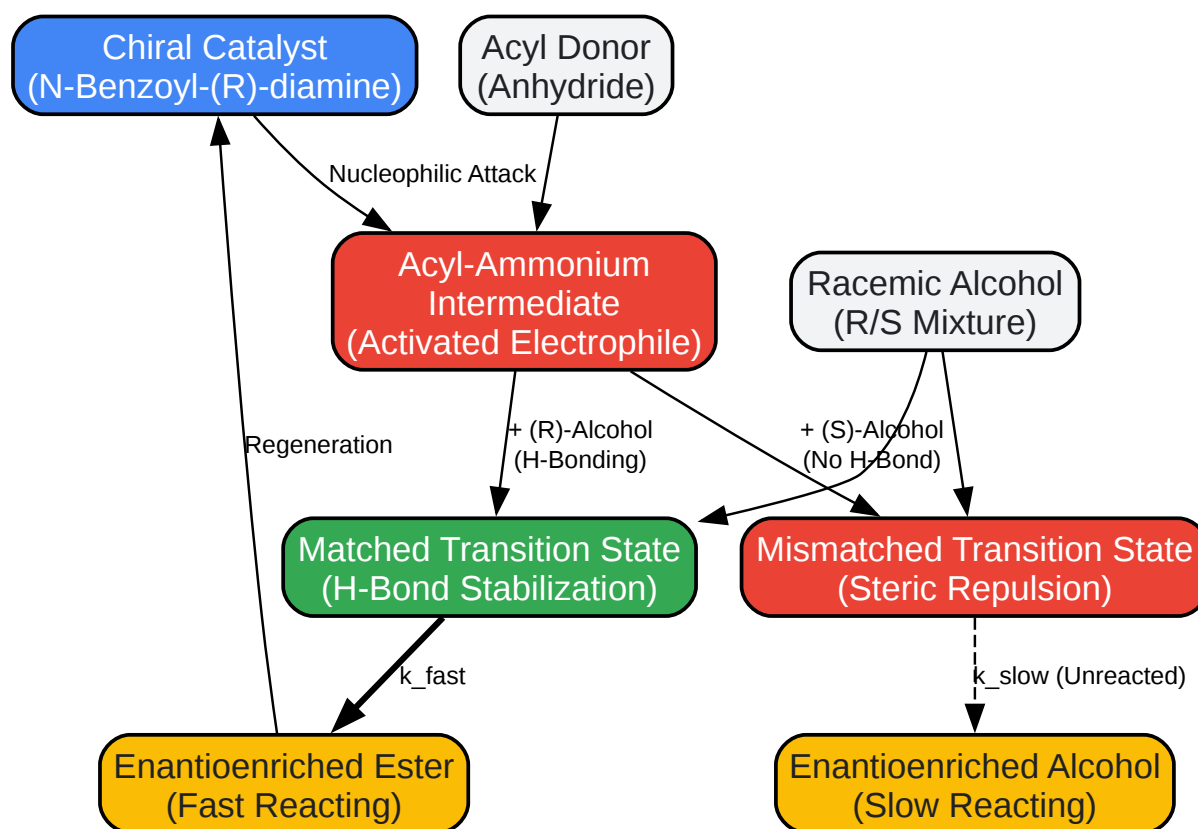 Chiral Catalyst
(N-Benzoyl-(R)-diamine)
Acyl Donor
(Anhydride)
Nucleophilic Attack
Acyl-Ammonium
Intermediate
(Activated Electrophile)
Racemic Alcohol
(R/S Mixture)
Regeneration
+ (R)-Alcohol
(H-Bonding)
+ (S)-Alcohol
(No H-Bond)
Matched Transition State
(H-Bond Stabilization)
Mismatched Transition State
(Steric Repulsion)
k_fast
k_slow (Unreacted)
Enantioenriched Ester
(Fast Reacting)
Enantioenriched Alcohol
(Slow Reacting)